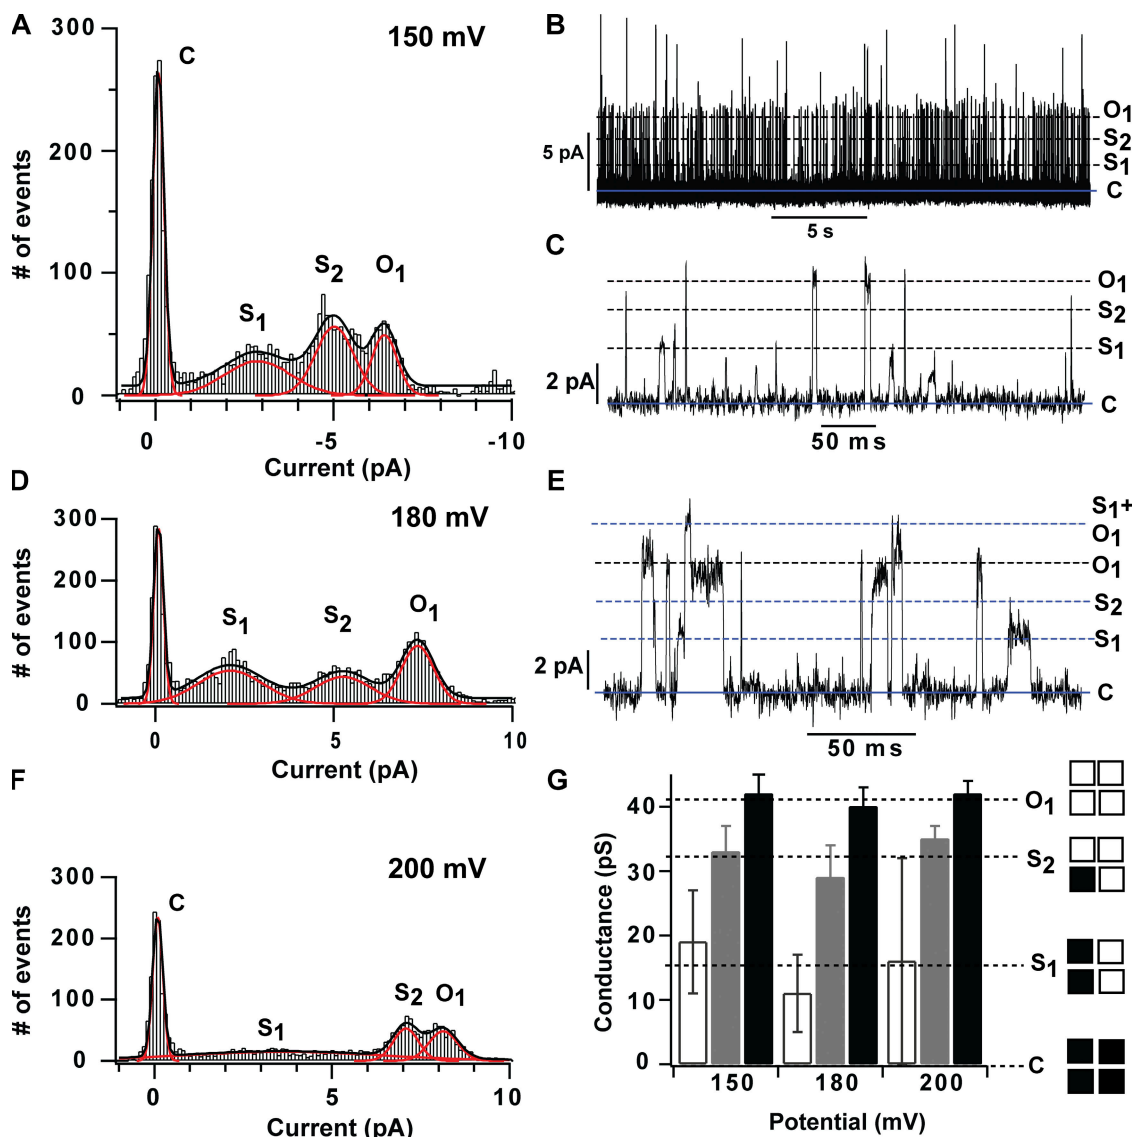 A
150 mV
300
200
100
0
# of events
C
S1
S2
O1
0
-5
-10
Current (pA)
B
5 pA
O1
S2
S1
C
5 s
C
O1
S2
S1
C
2 pA
50 ms
D
180 mV
300
200
100
0
# of events
S1
S2
O1
0
5
10
Current (pA)
E
S1+
O1
O1
S2
S1
C
2 pA
50 ms
F
200 mV
300
200
100
0
# of events
C
S1
S2
O1
0
5
10
Current (pA)
G
40
30
20
10
0
Conductance (pS)
O1
S2
S1
C
150
180
200
Potential (mV)